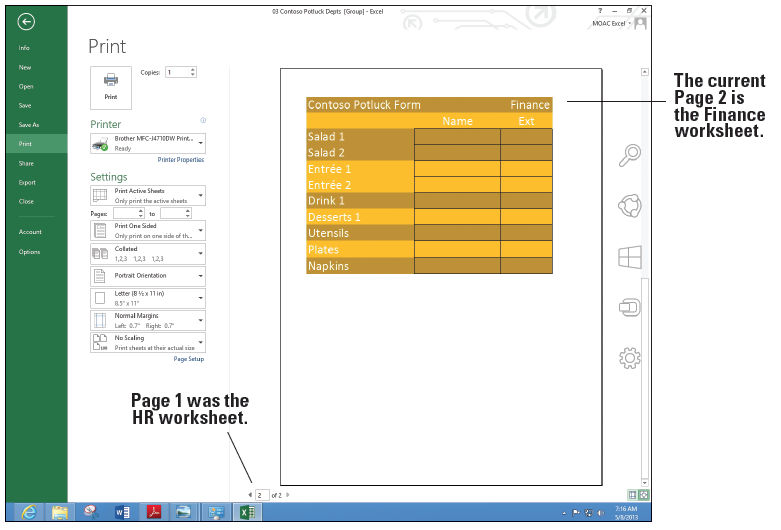 03 Contoso Potluck Depts [Group] - Excel
?
MOAC Excel
Info
New
Open
Save
Save As
Print
Share
Export
Close
Account
Options
Print
Copies: 1
Print
Printer
Brother MFC-J4710DW Print...
Ready
Printer Properties
Settings
Print Active Sheets
Only print the active sheets
Pages: to
Print One Sided
Only print on one side of th...
Collated
1,2,3 1,2,3 1,2,3
Portrait Orientation
Letter (8 ½ x 11 in)
8.5" x 11"
Normal Margins
Left: 0.7" Right: 0.7"
No Scaling
Print sheets at their actual size
Page Setup
Contoso Potluck Form Finance
Name Ext
Salad 1
Salad 2
Entrée 1
Entrée 2
Drink 1
Desserts 1
Utensils
Plates
Napkins
The current
Page 2 is
the Finance
worksheet.
Page 1 was the
HR worksheet.
2 of 2
7:16 AM
5/8/2013